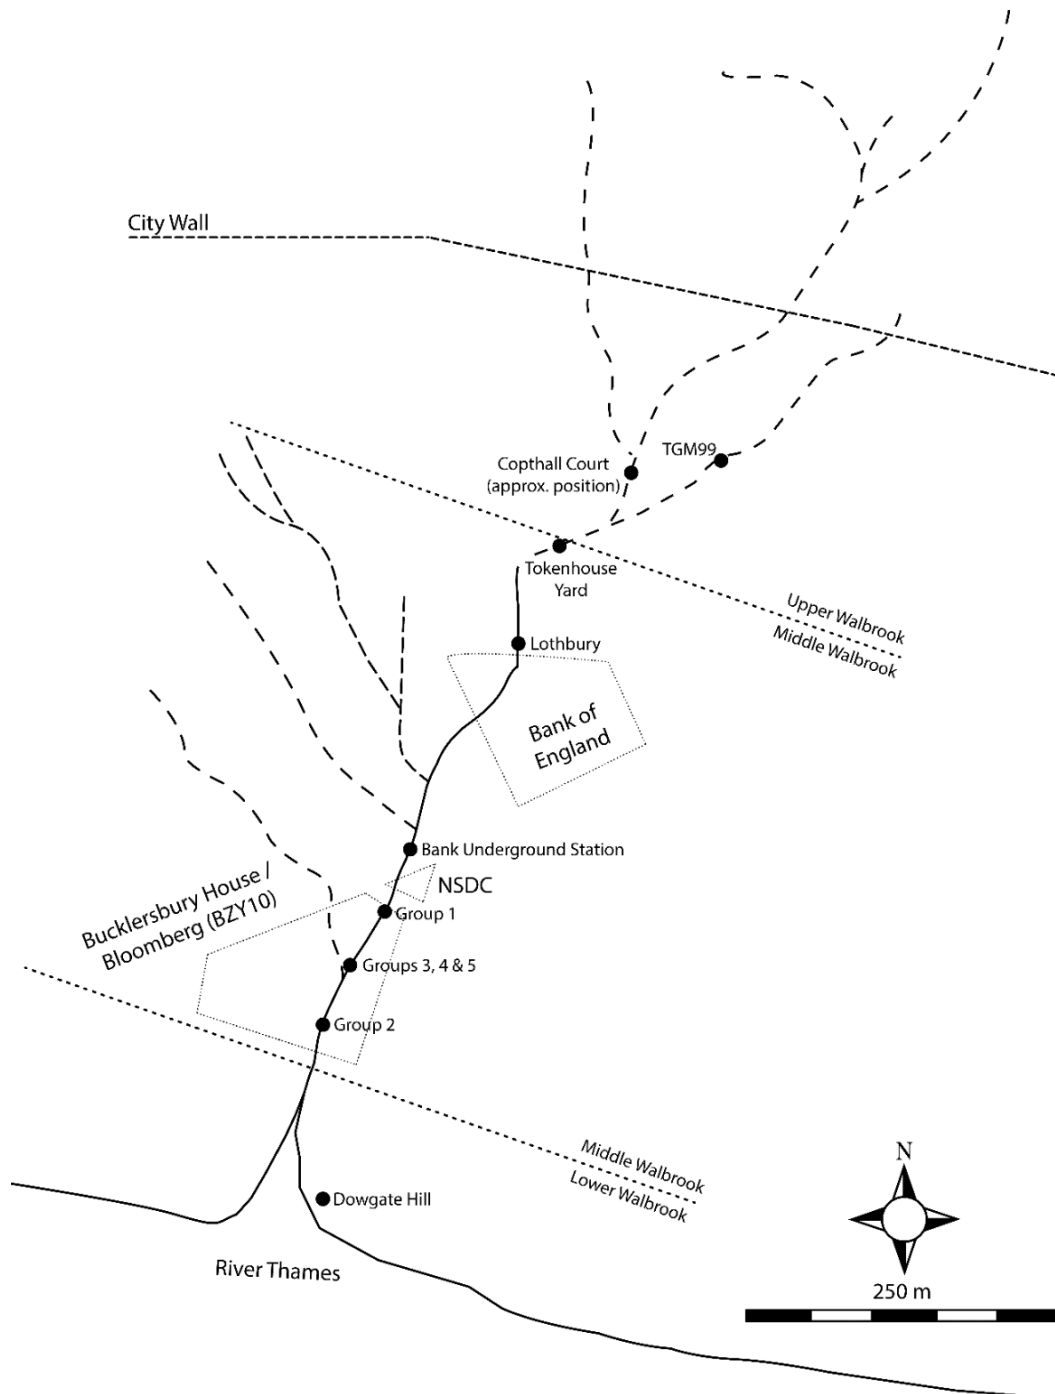 City Wall
TGM99
Copthall Court
(approx. position)
Tokenhouse
Yard
Upper Walbrook
Middle Walbrook
Lothbury
Bank of
England
Bank Underground Station
NSDC
Bucklersbury House /
Bloomberg (BZY10)
Group 1
Groups 3, 4 & 5
Group 2
Middle Walbrook
Lower Walbrook
N
Dowgate Hill
River Thames
250 m